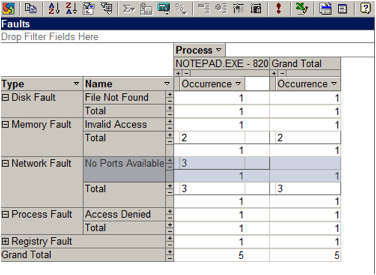 Faults
Drop Filter Fields Here
Process
NOTEPAD.EXE - 820 Grand Total
Type Name Occurrence Occurrence
Disk Fault File Not Found 1 1
Total 1 1
Memory Fault Invalid Access 1 1
Total 2 2
1 1
Network Fault No Ports Available 3
1 1
Total 3 3
1 1
Process Fault Access Denied 1 1
Total 1 1
Registry Fault 1 1
Grand Total 5 5